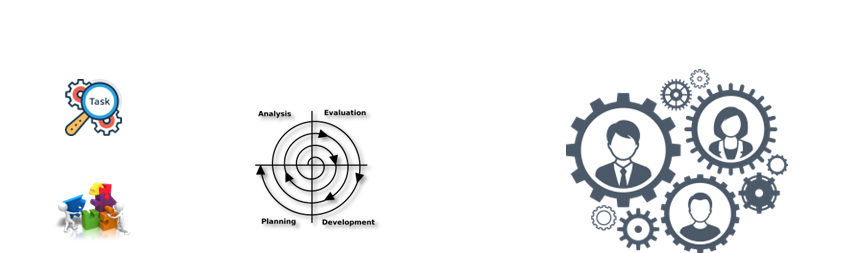 Task
Analysis
Evaluation
Planning
Development